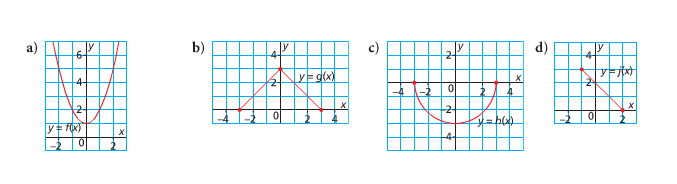 a)
y
6
4
2
y = f(x)
x
–2
0
2
b)
y
4
y = g(x)
2
x
–4
–2
0
2
4
c)
y
2
x
–4
–2
0
2
4
–2
y = h(x)
–4
d)
y
4
y = j(x)
2
x
–2
0
2